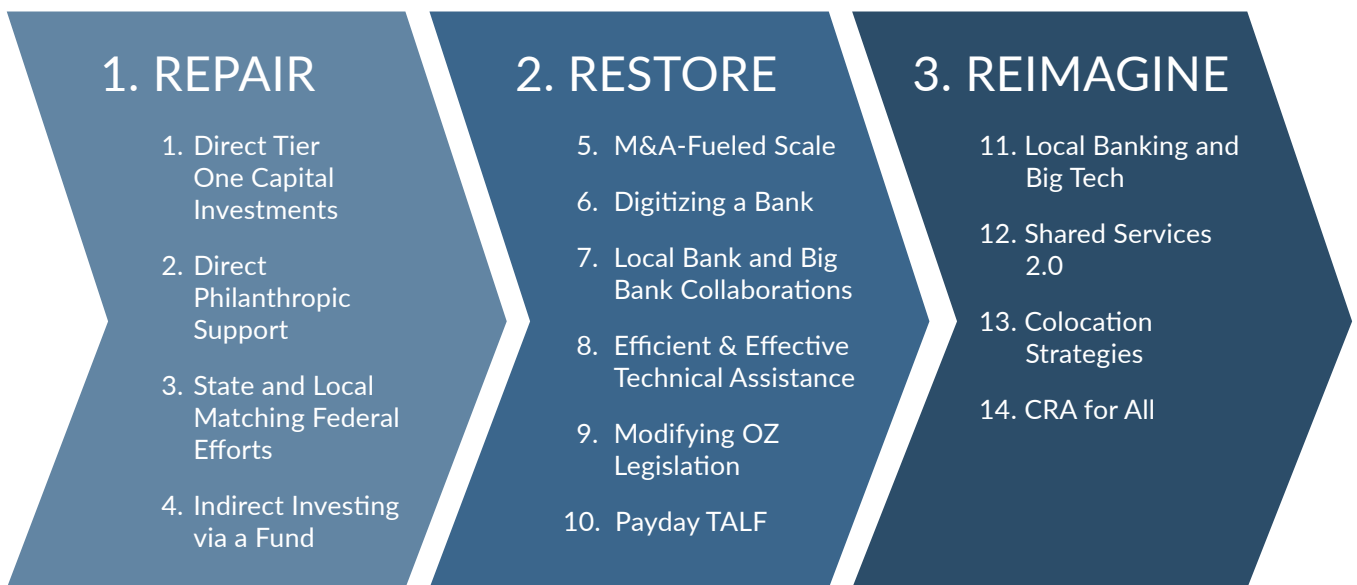 1. REPAIR
1. Direct Tier
One Capital
Investments
2. Direct
Philanthropic
Support
3. State and Local
Matching Federal
Efforts
4. Indirect Investing
via a Fund
2. RESTORE
5. M&A-Fueled Scale
6. Digitizing a Bank
7. Local Bank and Big
Bank Collaborations
8. Efficient & Effective
Technical Assistance
9. Modifying OZ
Legislation
10. Payday TALF
3. REIMAGINE
11. Local Banking and
Big Tech
12. Shared Services
2.0
13. Colocation
Strategies
14. CRA for All